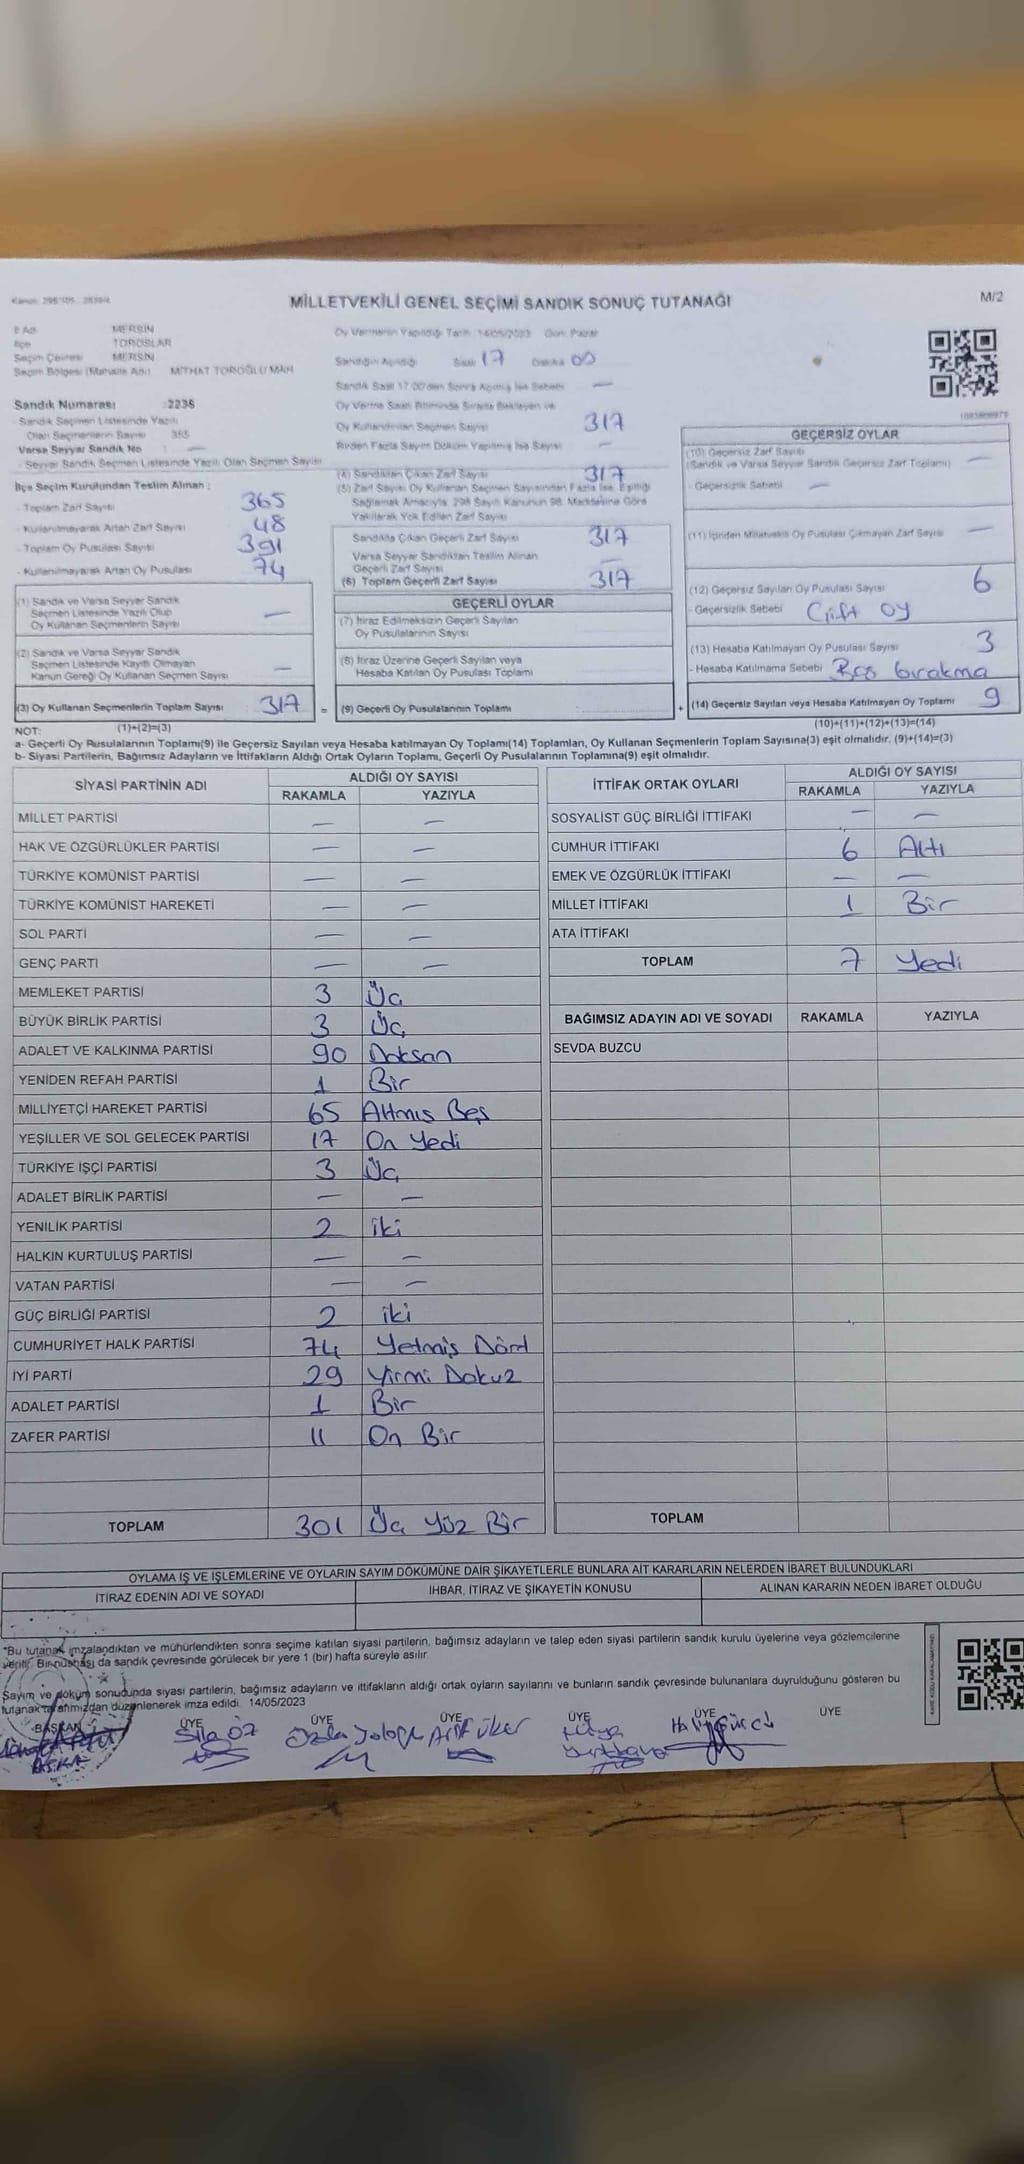 Kanun: 298/105
MİLLETVEKİLİ GENEL SEÇİMİ SANDIK SONUÇ TUTANAĞI
M/2
İl Adı MERSİN
İlçe TOROSLAR
Seçim Çevresi MERSİN
Seçim Bölgesi (Mahalle Adı) MİTHAT TOROĞLU MAH
Sandık Numarası :2236
Sandık Seçmen Listesinde Yazılı
Olan Seçmenlerin Sayısı 355
Varsa Seyyar Sandık No —
- Seyyar Sandık Seçmen Listesinde Yazılı Olan Seçmen Sayısı
İlçe Seçim Kurulundan Teslim Alınan :
- Toplam Zarf Sayısı 365
- Kullanılmayarak Artan Zarf Sayısı 48
- Toplam Oy Pusulası Sayısı 391
- Kullanılmayarak Artan Oy Pusulası 74
(1) Sandık ve Varsa Seyyar Sandık
Seçmen Listesinde Yazılı Olup
Oy Kullanan Seçmenlerin Sayısı —
(2) Sandık ve Varsa Seyyar Sandık
Seçmen Listesinde Kayıtlı Olmayan
Kanun Gereği Oy Kullanan Seçmen Sayısı —
(3) Oy Kullanan Seçmenlerin Toplam Sayısı 317 =
Oy Vermenin Yapıldığı Tarih 14/05/2023 Gün: Pazar
Sandığın Açıldığı Saat 17 Dakika 00
Sandık Saat 17:00'den Sonra Açılmış İse Sebebi —
Oy Verme Saati Bitiminde Sırada Bekleyen ve
Oy Kullandırılan Seçmen Sayısı 317
Birden Fazla Sayım Döküm Yapılmış İse Sayısı —
(4) Sandıktan Çıkan Zarf Sayısı 317
(5) Zarf Sayısı Oy Kullanan Seçmen Sayısından Fazla İse, Eşitliği
Sağlamak Amacıyla, 298 Sayılı Kanunun 98. Maddesine Göre
Yakılarak Yok Edilen Zarf Sayısı
Sandıkta Çıkan Geçerli Zarf Sayısı 317
Varsa Seyyar Sandıktan Teslim Alınan
Geçerli Zarf Sayısı —
(6) Toplam Geçerli Zarf Sayısı 317
GEÇERLİ OYLAR
(7) İtiraz Edilmeksizin Geçerli Sayılan
Oy Pusulalarının Sayısı
(8) İtiraz Üzerine Geçerli Sayılan veya
Hesaba Katılan Oy Pusulası Toplamı
(9) Geçerli Oy Pusulalarının Toplamı +
GEÇERSİZ OYLAR
(10) Geçersiz Zarf Sayısı
(Sandık ve Varsa Seyyar Sandık Geçersiz Zarf Toplamı) —
- Geçersizlik Sebebi —
(11) İçinden Milletvekili Oy Pusulası Çıkmayan Zarf Sayısı —
(12) Geçersiz Sayılan Oy Pusulası Sayısı 6
- Geçersizlik Sebebi Çift oy
(13) Hesaba Katılmayan Oy Pusulası Sayısı 3
- Hesaba Katılmama Sebebi Boş bırakma
(14) Geçersiz Sayılan veya Hesaba Katılmayan Oy Toplamı 9
NOT: (1)+(2)=(3) (10)+(11)+(12)+(13)=(14)
a- Geçerli Oy Pusulalarının Toplamı(9) ile Geçersiz Sayılan veya Hesaba katılmayan Oy Toplamı(14) Toplamları, Oy Kullanan Seçmenlerin Toplam Sayısına(3) eşit olmalıdır. (9)+(14)=(3)
b- Siyasi Partilerin, Bağımsız Adayların ve İttifakların Aldığı Ortak Oyların Toplamı, Geçerli Oy Pusulalarının Toplamına(9) eşit olmalıdır.
SİYASİ PARTİNİN ADI ALDIĞI OY SAYISI
RAKAMLA YAZIYLA
MİLLET PARTİSİ — —
HAK VE ÖZGÜRLÜKLER PARTİSİ — —
TÜRKİYE KOMÜNİST PARTİSİ — —
TÜRKİYE KOMÜNİST HAREKETİ — —
SOL PARTİ — —
GENÇ PARTİ — —
MEMLEKET PARTİSİ 3 Üç
BÜYÜK BİRLİK PARTİSİ 3 Üç
ADALET VE KALKINMA PARTİSİ 90 Doksan
YENİDEN REFAH PARTİSİ 1 Bir
MİLLİYETÇİ HAREKET PARTİSİ 65 Altmış Beş
YEŞİLLER VE SOL GELECEK PARTİSİ 17 On Yedi
TÜRKİYE İŞÇİ PARTİSİ 3 Üç
ADALET BİRLİK PARTİSİ — —
YENİLİK PARTİSİ 2 iki
HALKIN KURTULUŞ PARTİSİ — —
VATAN PARTİSİ — —
GÜÇ BİRLİĞİ PARTİSİ 2 iki
CUMHURİYET HALK PARTİSİ 74 Yetmiş Dört
İYİ PARTİ 29 Yirmi Dokuz
ADALET PARTİSİ 1 Bir
ZAFER PARTİSİ 11 On Bir
TOPLAM 301 Üç Yüz Bir
İTTİFAK ORTAK OYLARI ALDIĞI OY SAYISI
RAKAMLA YAZIYLA
SOSYALİST GÜÇ BİRLİĞİ İTTİFAKI — —
CUMHUR İTTİFAKI 6 Altı
EMEK VE ÖZGÜRLÜK İTTİFAKI — —
MİLLET İTTİFAKI 1 Bir
ATA İTTİFAKI
TOPLAM 7 Yedi
BAĞIMSIZ ADAYIN ADI VE SOYADI RAKAMLA YAZIYLA
SEVDA BUZCU
TOPLAM
OYLAMA İŞ VE İŞLEMLERİNE VE OYLARIN SAYIM DÖKÜMÜNE DAİR ŞİKAYETLERLE BUNLARA AİT KARARLARIN NELERDEN İBARET BULUNDUKLARI
İTİRAZ EDENİN ADI VE SOYADI İHBAR, İTİRAZ VE ŞİKAYETİN KONUSU ALINAN KARARIN NEDEN İBARET OLDUĞU
*Bu tutanak imzalandıktan ve mühürlendikten sonra seçime katılan siyasi partilerin, bağımsız adayların ve talep eden siyasi partilerin sandık kurulu üyelerine veya gözlemcilerine
verilir. Bir nüshası da sandık çevresinde görülecek bir yere 1 (bir) hafta süreyle asılır.
Sayım ve döküm sonucunda siyasi partilerin, bağımsız adayların ve ittifakların aldığı ortak oyların sayılarını ve bunların sandık çevresinde bulunanlara duyrulduğunu gösteren bu
tutanak tarafımızdan düzenlenerek imza edildi. 14/05/2023
BAŞKAN ÜYE ÜYE ÜYE ÜYE ÜYE ÜYE
Sıla ÖZ